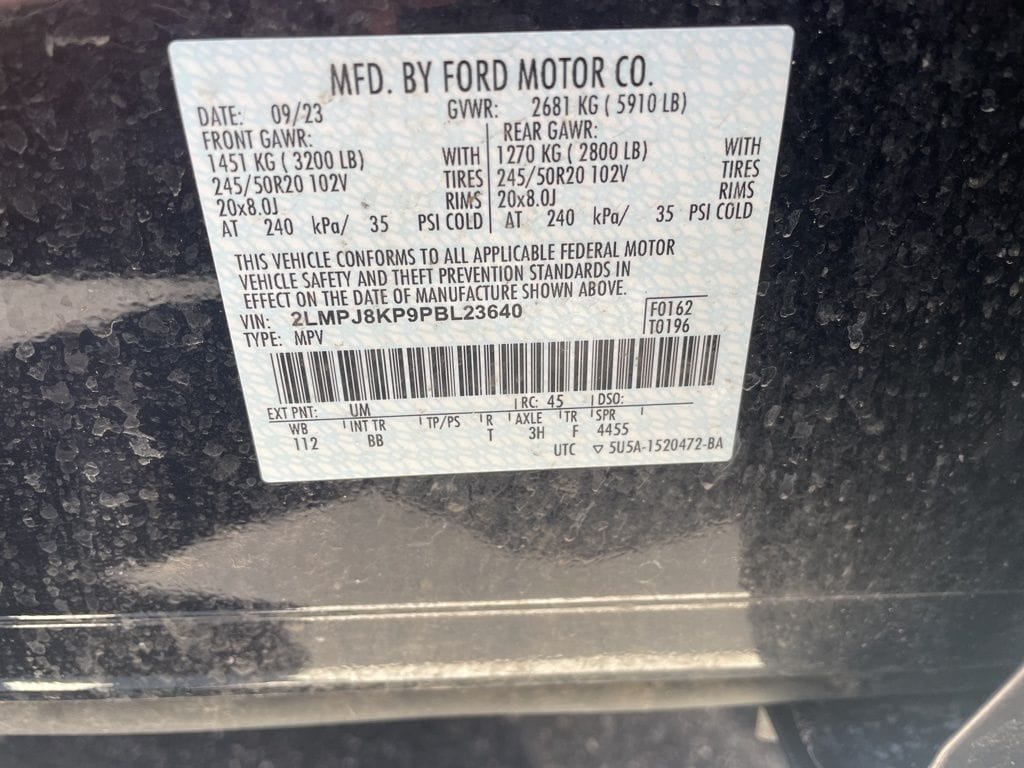 MFD. BY FORD MOTOR CO.
DATE: 09/23 GVWR: 2681 KG ( 5910 LB)
FRONT GAWR: REAR GAWR:
1451 KG ( 3200 LB) WITH 1270 KG ( 2800 LB) WITH
245/50R20 102V TIRES 245/50R20 102V TIRES
20x8.0J RIMS 20x8.0J RIMS
AT 240 kPa/ 35 PSI COLD AT 240 kPa/ 35 PSI COLD
THIS VEHICLE CONFORMS TO ALL APPLICABLE FEDERAL MOTOR
VEHICLE SAFETY AND THEFT PREVENTION STANDARDS IN
EFFECT ON THE DATE OF MANUFACTURE SHOWN ABOVE.
VIN: 2LMPJ8KP9PBL23640 F0162
TYPE: MPV T0196
EXT PNT: UM RC: 45 DSO:
WB INT TR TP/PS R AXLE TR SPR
112 BB T 3H F 4455
UTC ▽ 5U5A-1520472-BA